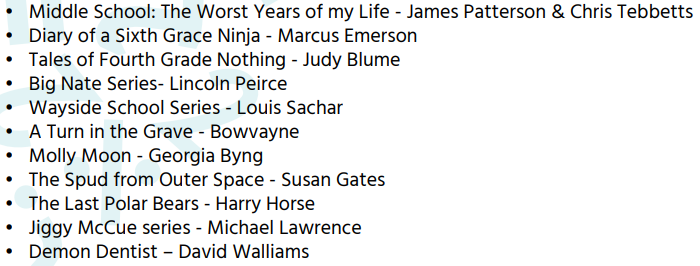 • Middle School: The Worst Years of my Life - James Patterson & Chris Tebbetts
• Diary of a Sixth Grace Ninja - Marcus Emerson
• Tales of Fourth Grade Nothing - Judy Blume
• Big Nate Series- Lincoln Peirce
• Wayside School Series - Louis Sachar
• A Turn in the Grave - Bowvayne
• Molly Moon - Georgia Byng
• The Spud from Outer Space - Susan Gates
• The Last Polar Bears - Harry Horse
• Jiggy McCue series - Michael Lawrence
• Demon Dentist – David Walliams